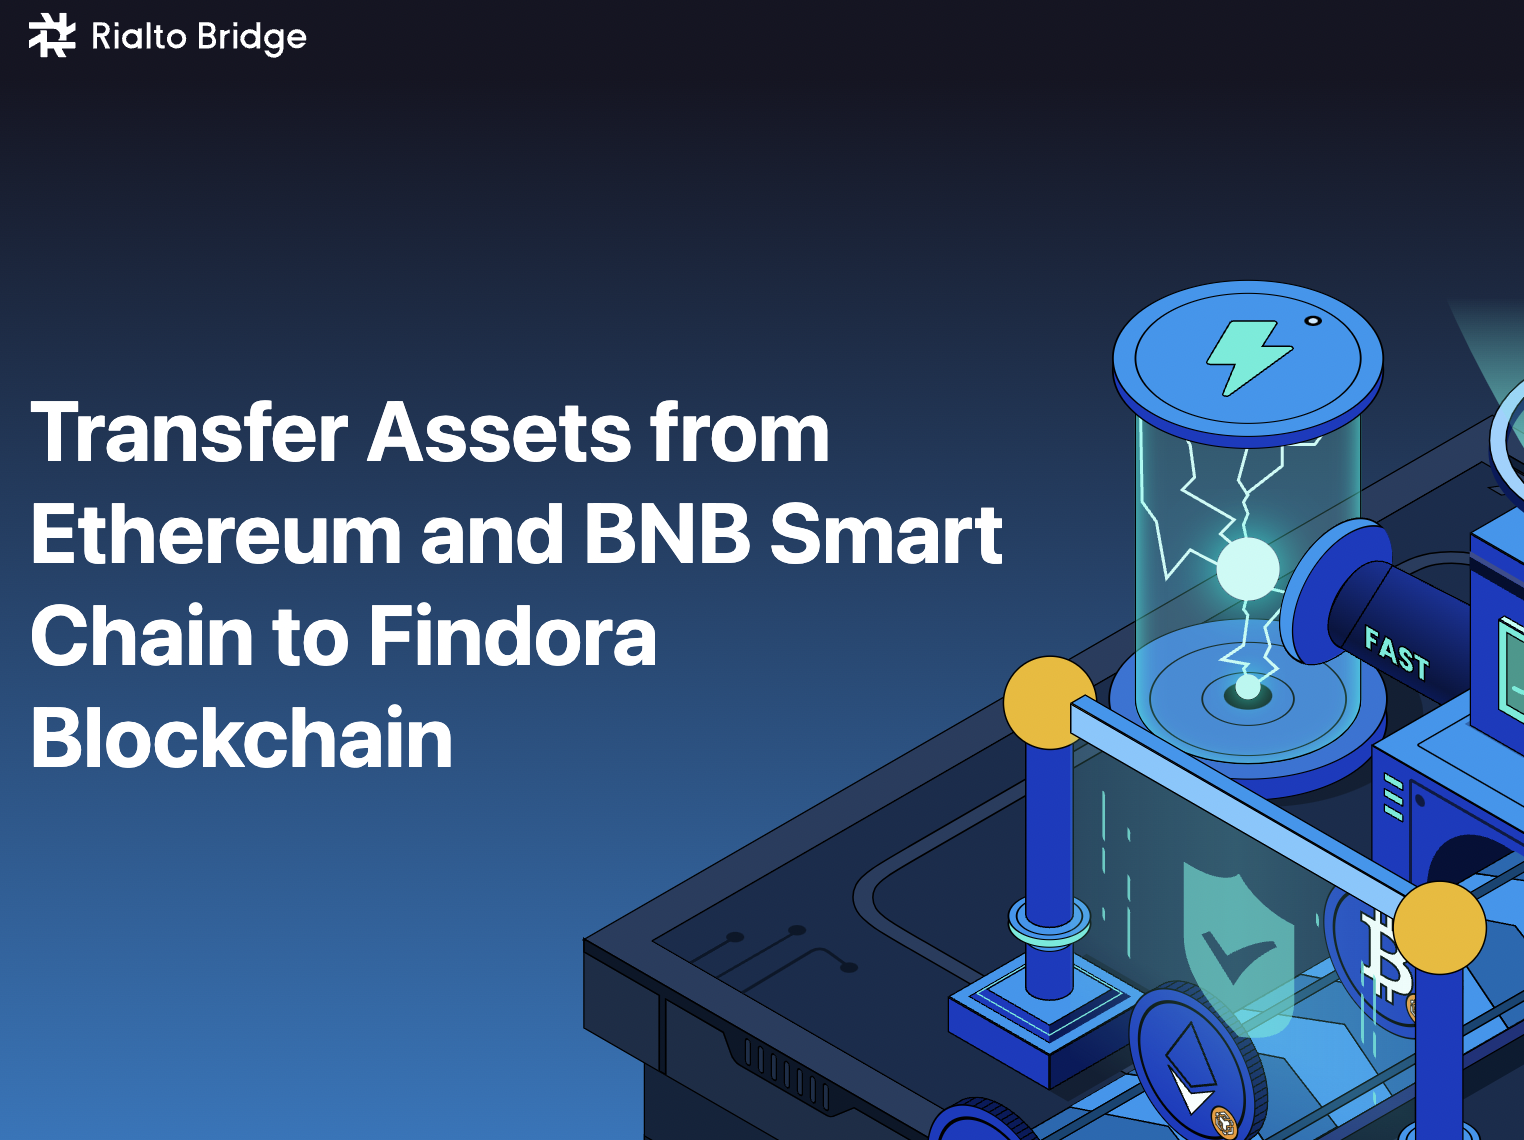 Rialto Bridge
Transfer Assets from
Ethereum and BNB Smart
Chain to Findora
Blockchain
FAST